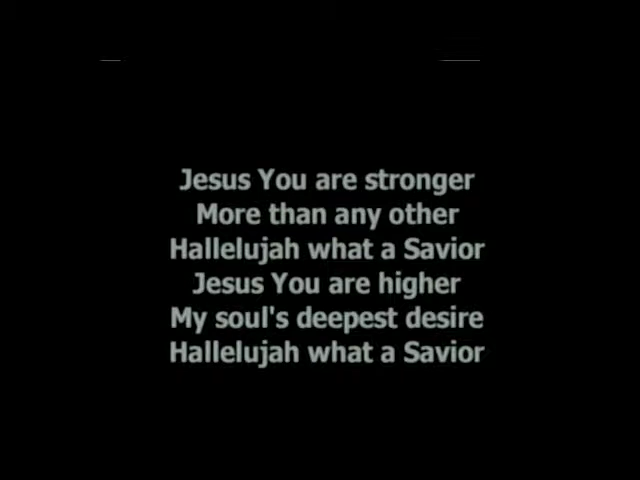 Jesus You are stronger
More than any other
Hallelujah what a Savior
Jesus You are higher
My soul's deepest desire
Hallelujah what a Savior